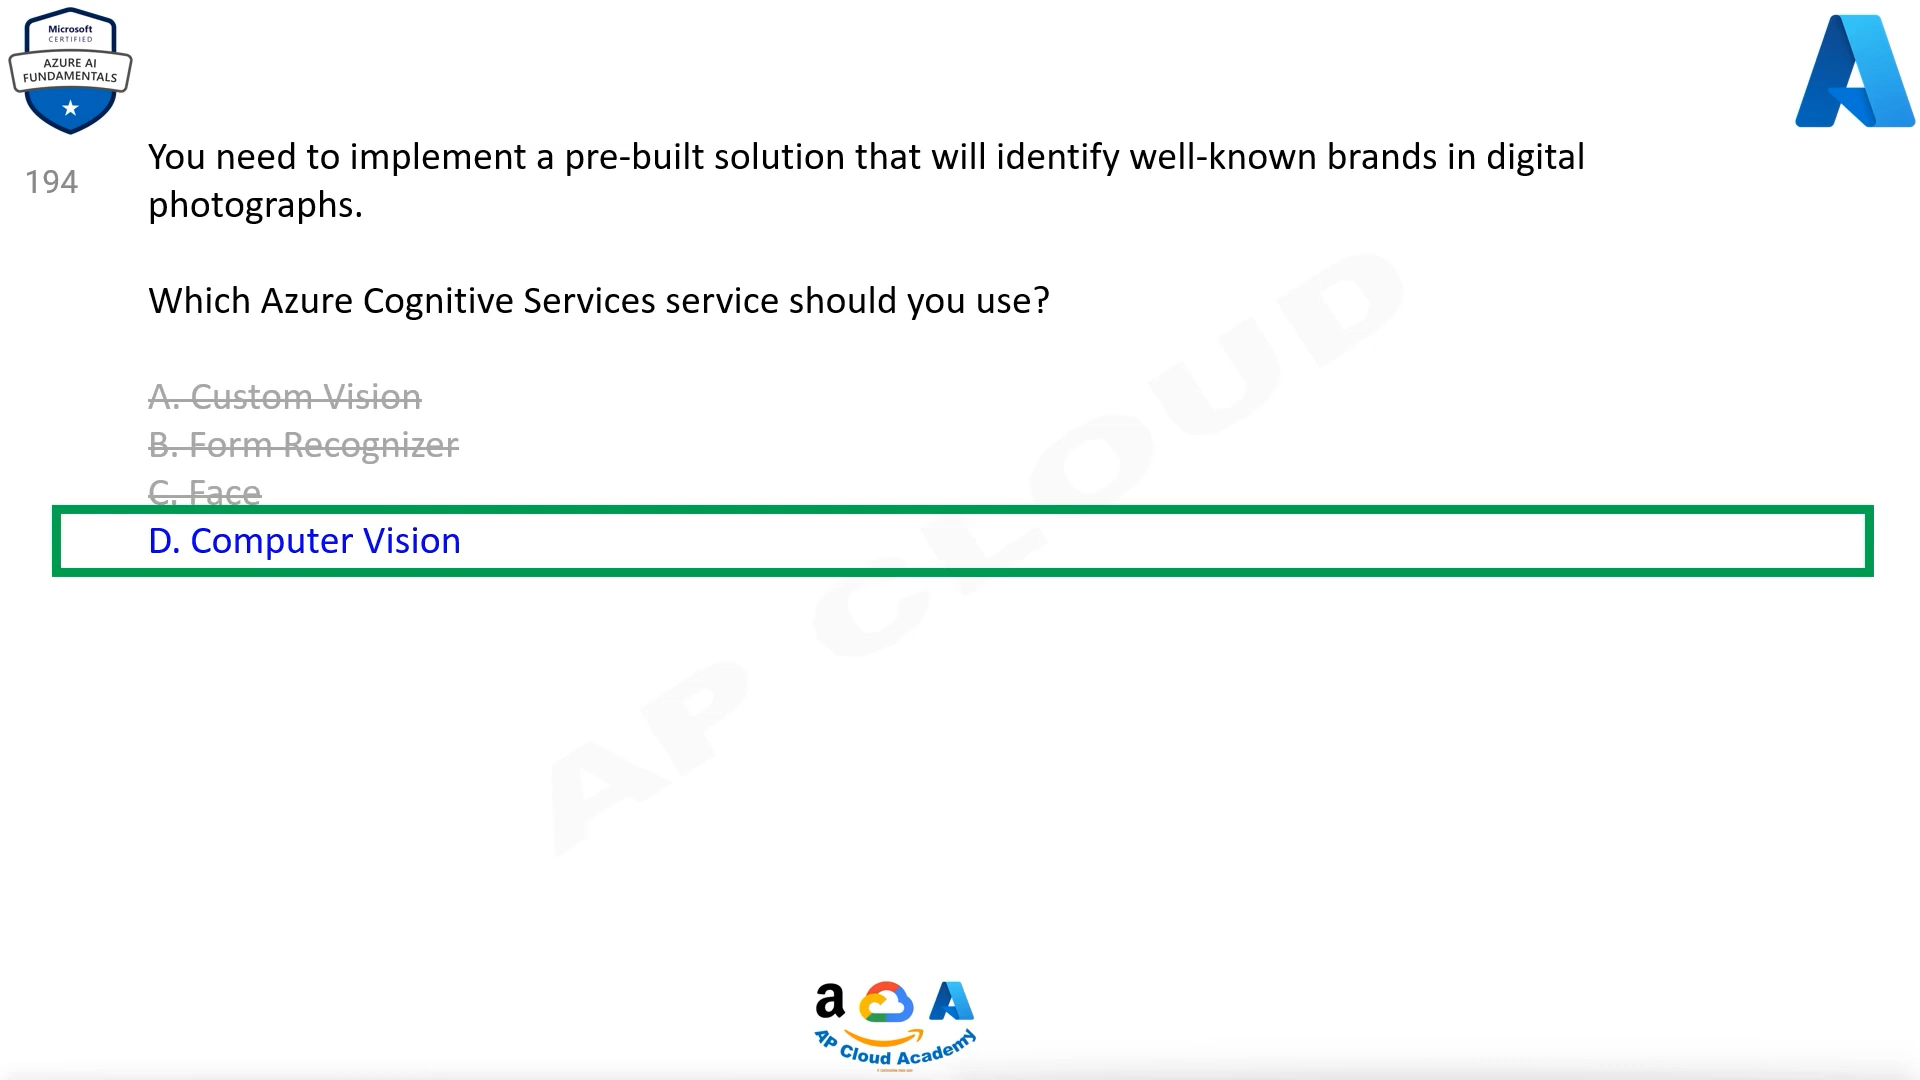 Microsoft
CERTIFIED
AZURE AI
FUNDAMENTALS
194
You need to implement a pre-built solution that will identify well-known brands in digital
photographs.
Which Azure Cognitive Services service should you use?
A. Custom Vision
B. Form Recognizer
C. Face
D. Computer Vision
AP CLOUD
a
AP Cloud Academy